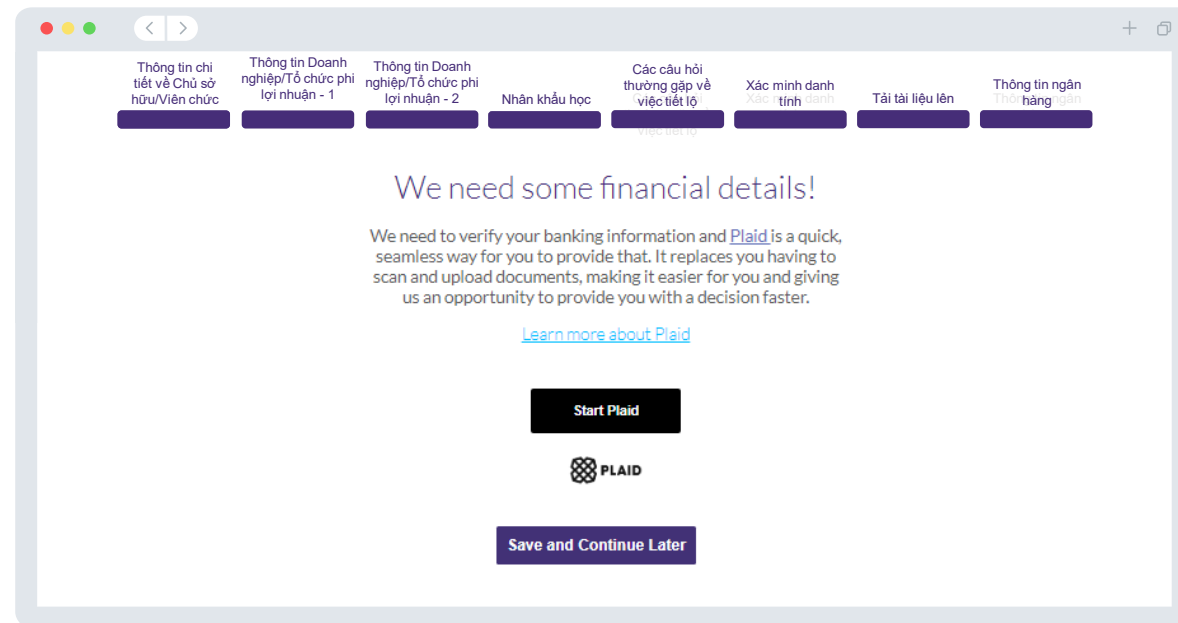 Thông tin chi
tiết về Chủ sở
hữu/Viên chức
Thông tin Doanh
nghiệp/Tổ chức phi
lợi nhuận - 1
Thông tin Doanh
nghiệp/Tổ chức phi
lợi nhuận - 2
Nhân khẩu học
Các câu hỏi
thường gặp về
việc tiết lộ
Xác minh danh
tính
Tải tài liệu lên
Thông tin ngân
hàng
We need some financial details!
We need to verify your banking information and Plaid is a quick,
seamless way for you to provide that. It replaces you having to
scan and upload documents, making it easier for you and giving
us an opportunity to provide you with a decision faster.
Learn more about Plaid
Start Plaid
PLAID
Save and Continue Later